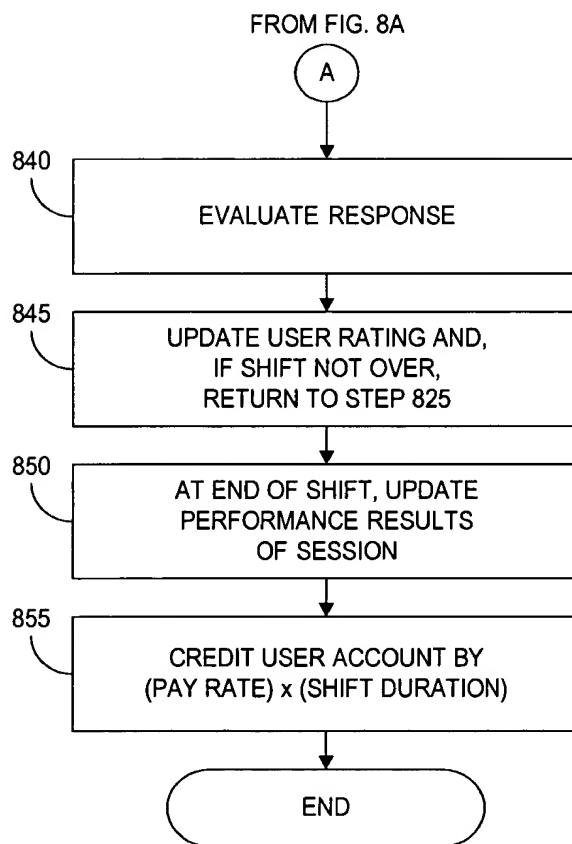 FROM FIG. 8A
A
840
EVALUATE RESPONSE
845
UPDATE USER RATING AND,
IF SHIFT NOT OVER,
RETURN TO STEP 825
850
AT END OF SHIFT, UPDATE
PERFORMANCE RESULTS
OF SESSION
855
CREDIT USER ACCOUNT BY
(PAY RATE) x (SHIFT DURATION)
END